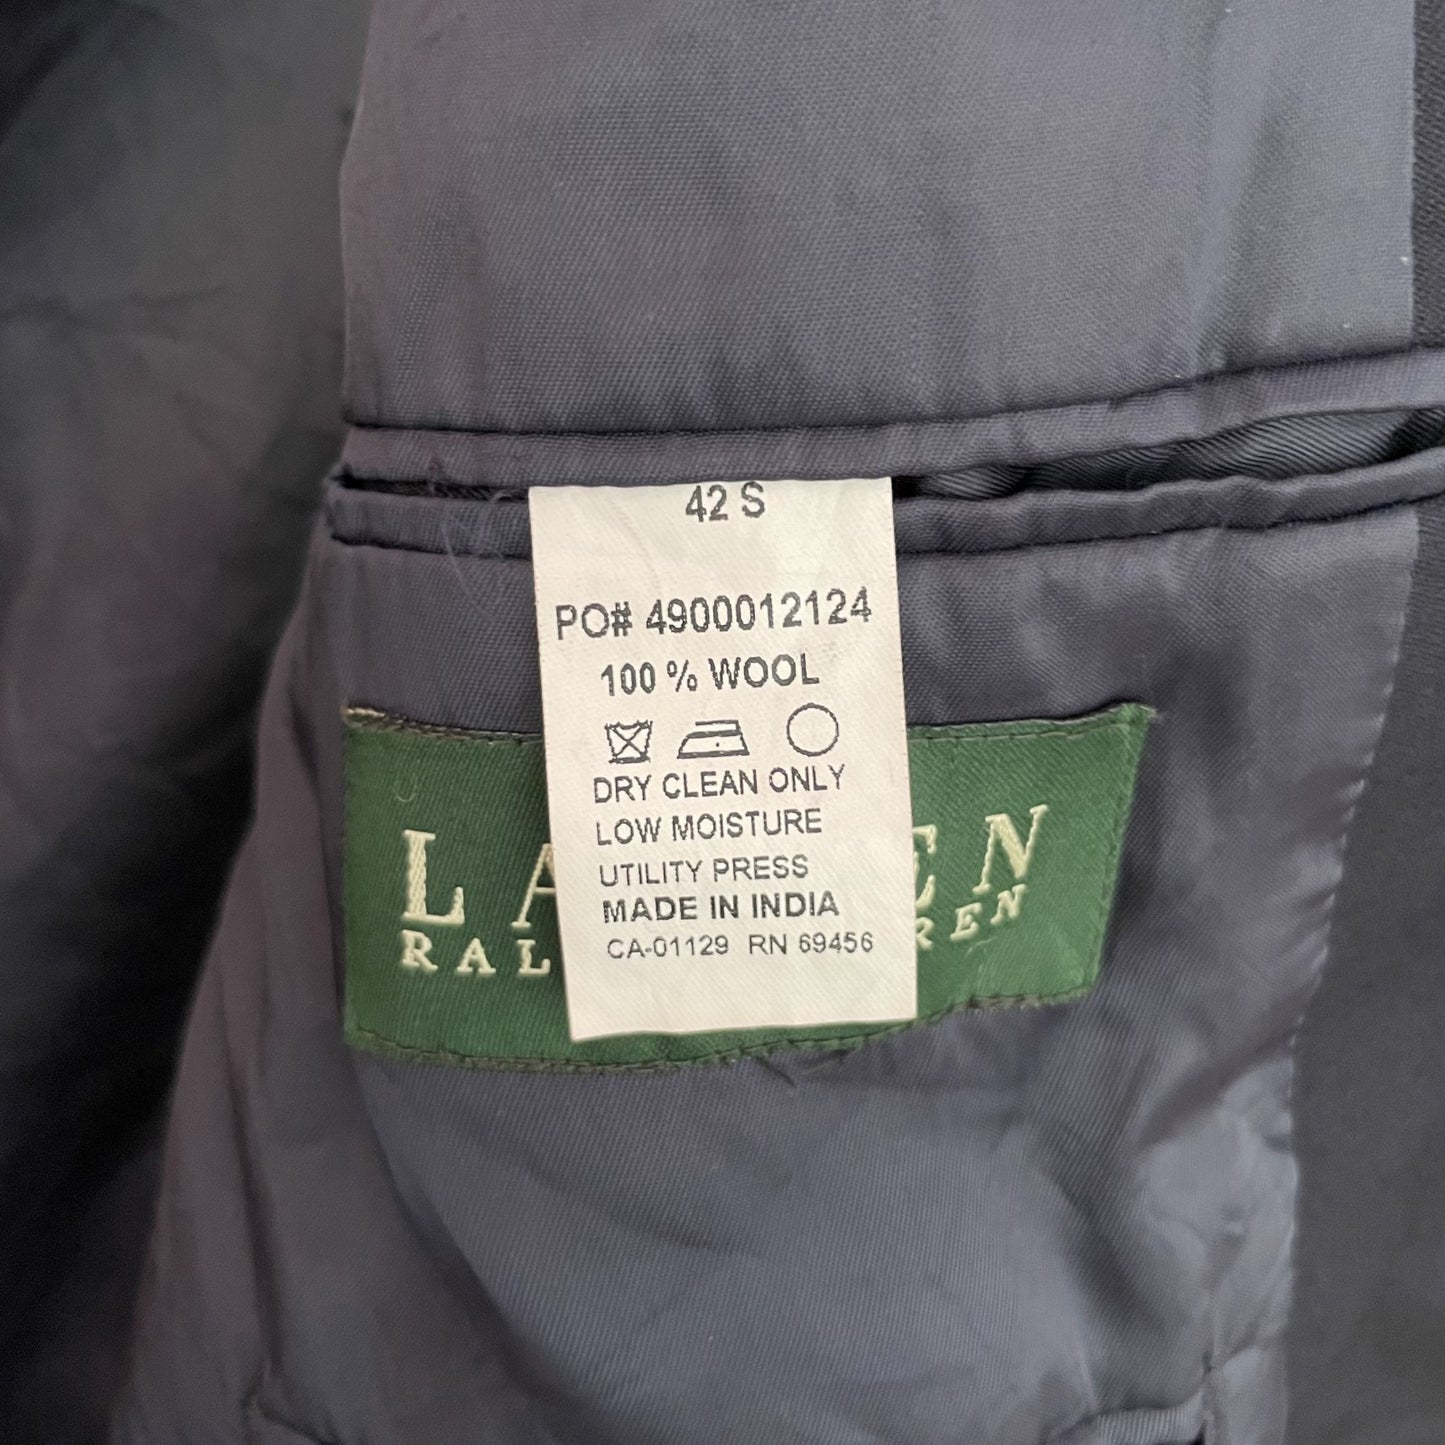 42 S
PO# 4900012124
100 % WOOL
DRY CLEAN ONLY
LOW MOISTURE
UTILITY PRESS
MADE IN INDIA
CA-01129 RN 69456
LA EN
RAL REN